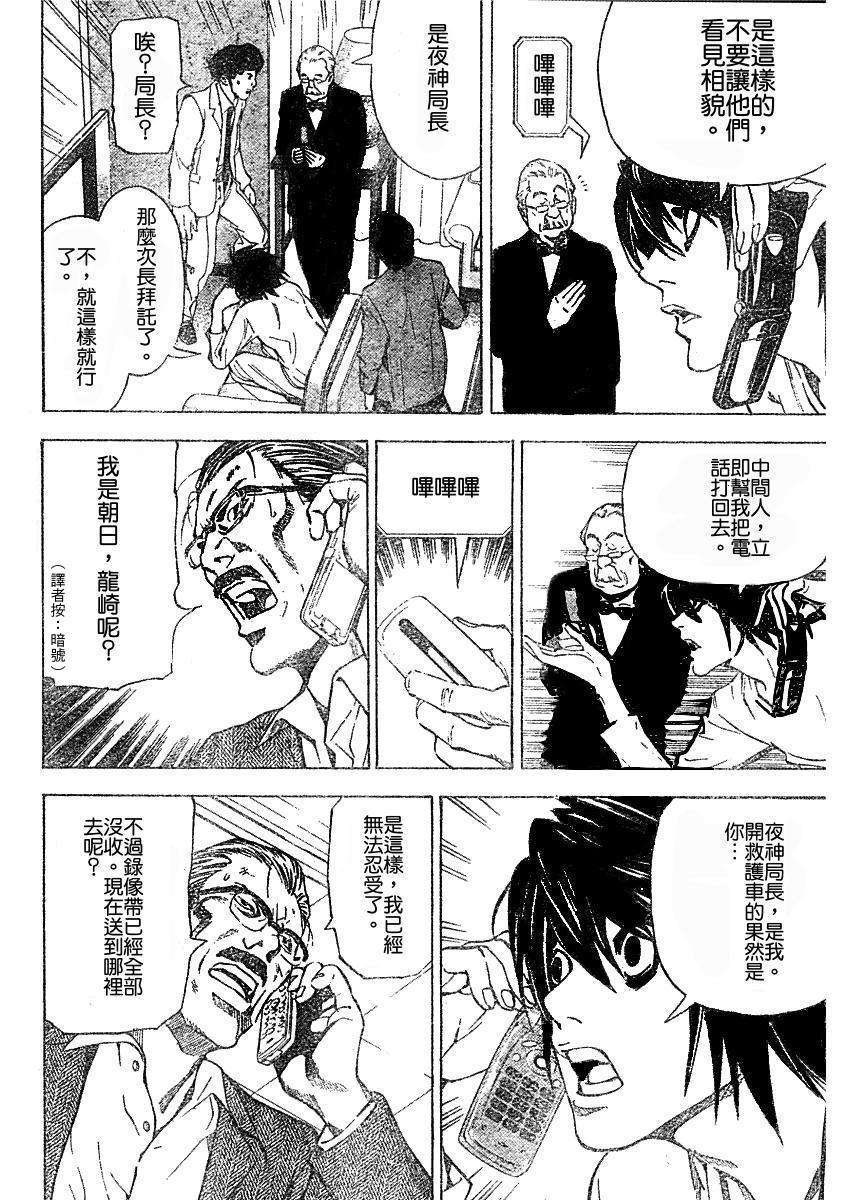 是這樣的，
不要讓他們
看見相貌。
嗶嗶嗶
是夜神局長
唉？局長？
那麼次長拜託了。
不，就這樣就行
了。
中間人，立
即幫我把電
話打回去。
嗶嗶嗶
我是朝日，龍崎呢？
（譯者按：暗號）
夜神局長，是我。
開救護車的果然是
你…
是這樣，我已經
無法忍受了。
不過錄像帶已經全部
沒收。現在送到哪裡
去呢？